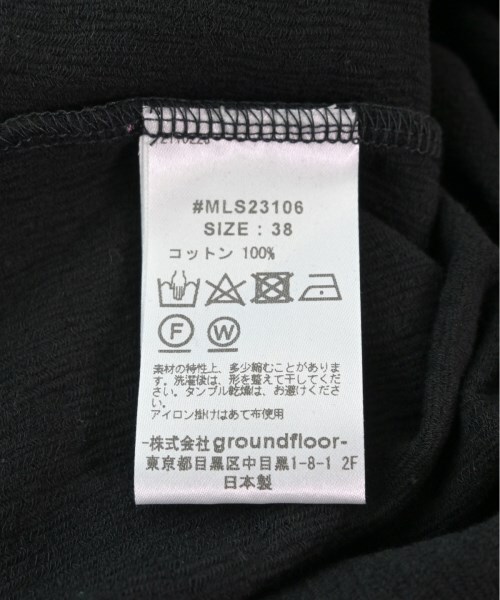 #MLS23106
SIZE : 38
コットン 100%
F W
素材の特性上、多少縮むことがありま
す。洗濯後は、形を整えて干してくださ
い。タンブル乾燥は、お避けくださ
い。
アイロン掛けはあて布使用
-株式会社groundfloor-
東京都目黒区中目黒1-8-1 2F
日本製